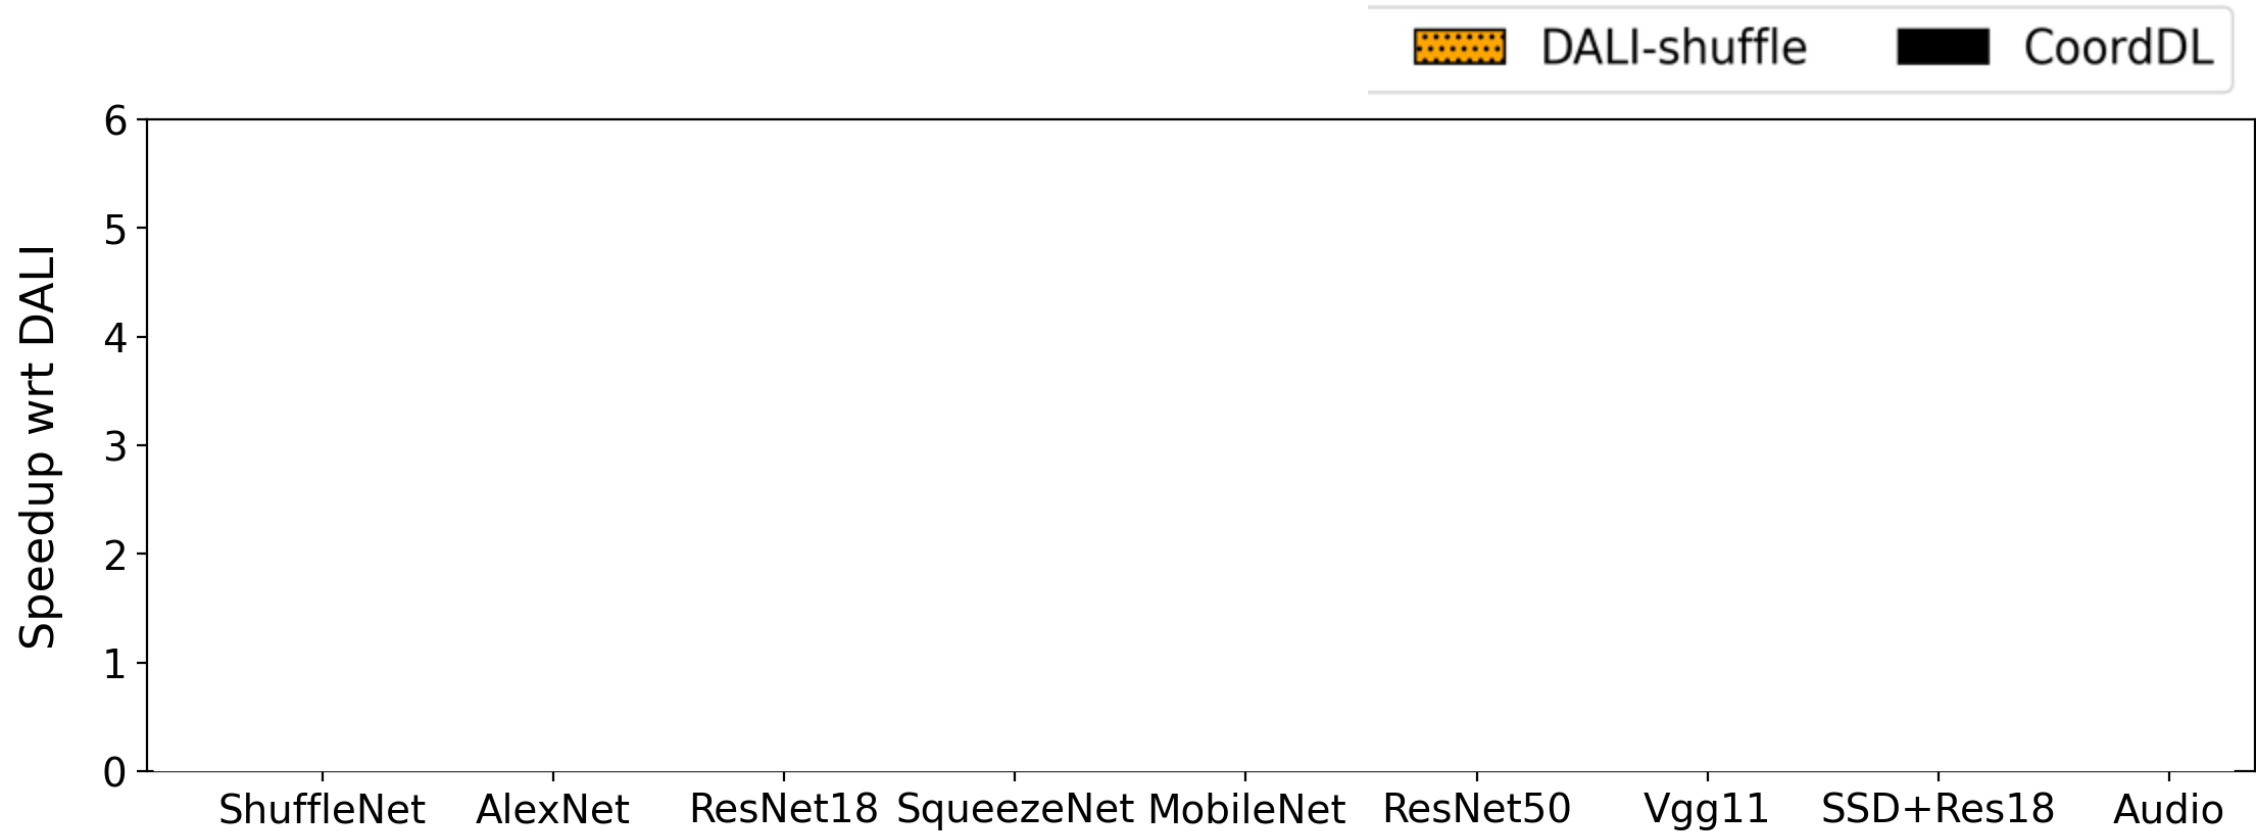 DALI-shuffle CoordDL
6
5
4
3
2
1
0
Speedup wrt DALI
ShuffleNet AlexNet ResNet18 SqueezeNet MobileNet ResNet50 Vgg11 SSD+Res18 Audio